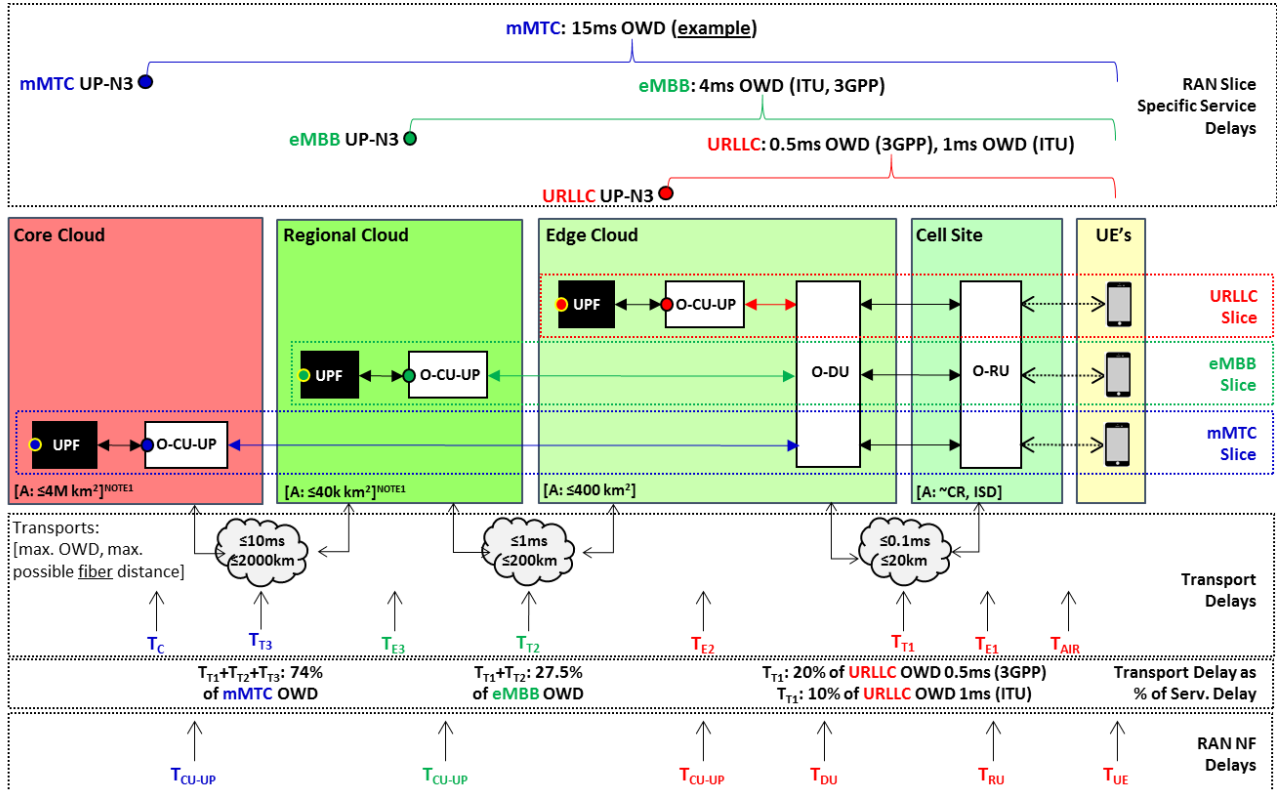 mMTC: 15ms OWD (example)
mMTC UP-N3
eMBB: 4ms OWD (ITU, 3GPP)
RAN Slice
Specific Service
Delays
eMBB UP-N3
URLLC: 0.5ms OWD (3GPP), 1ms OWD (ITU)
URLLC UP-N3
Core Cloud
Regional Cloud
Edge Cloud
Cell Site
UE's
UPF
O-CU-UP
URLLC
Slice
UPF
O-CU-UP
O-DU
O-RU
eMBB
Slice
UPF
O-CU-UP
mMTC
Slice
[A: ≤4M km²]NOTE1
[A: ≤40k km²]NOTE1
[A: ≤400 km²]
[A: ~CR, ISD]
Transports:
[max. OWD, max.
possible fiber distance]
≤10ms
≤2000km
≤1ms
≤200km
≤0.1ms
≤20km
Transport
Delays
TC
TT3
TE3
TT2
TE2
TT1
TE1
TAIR
TT1+TT2+TT3: 74%
of mMTC OWD
TT1+TT2: 27.5%
of eMBB OWD
TT1: 20% of URLLC OWD 0.5ms (3GPP)
TT1: 10% of URLLC OWD 1ms (ITU)
Transport Delay as
% of Serv. Delay
RAN NF
Delays
TCU-UP
TCU-UP
TCU-UP
TDU
TRU
TUE